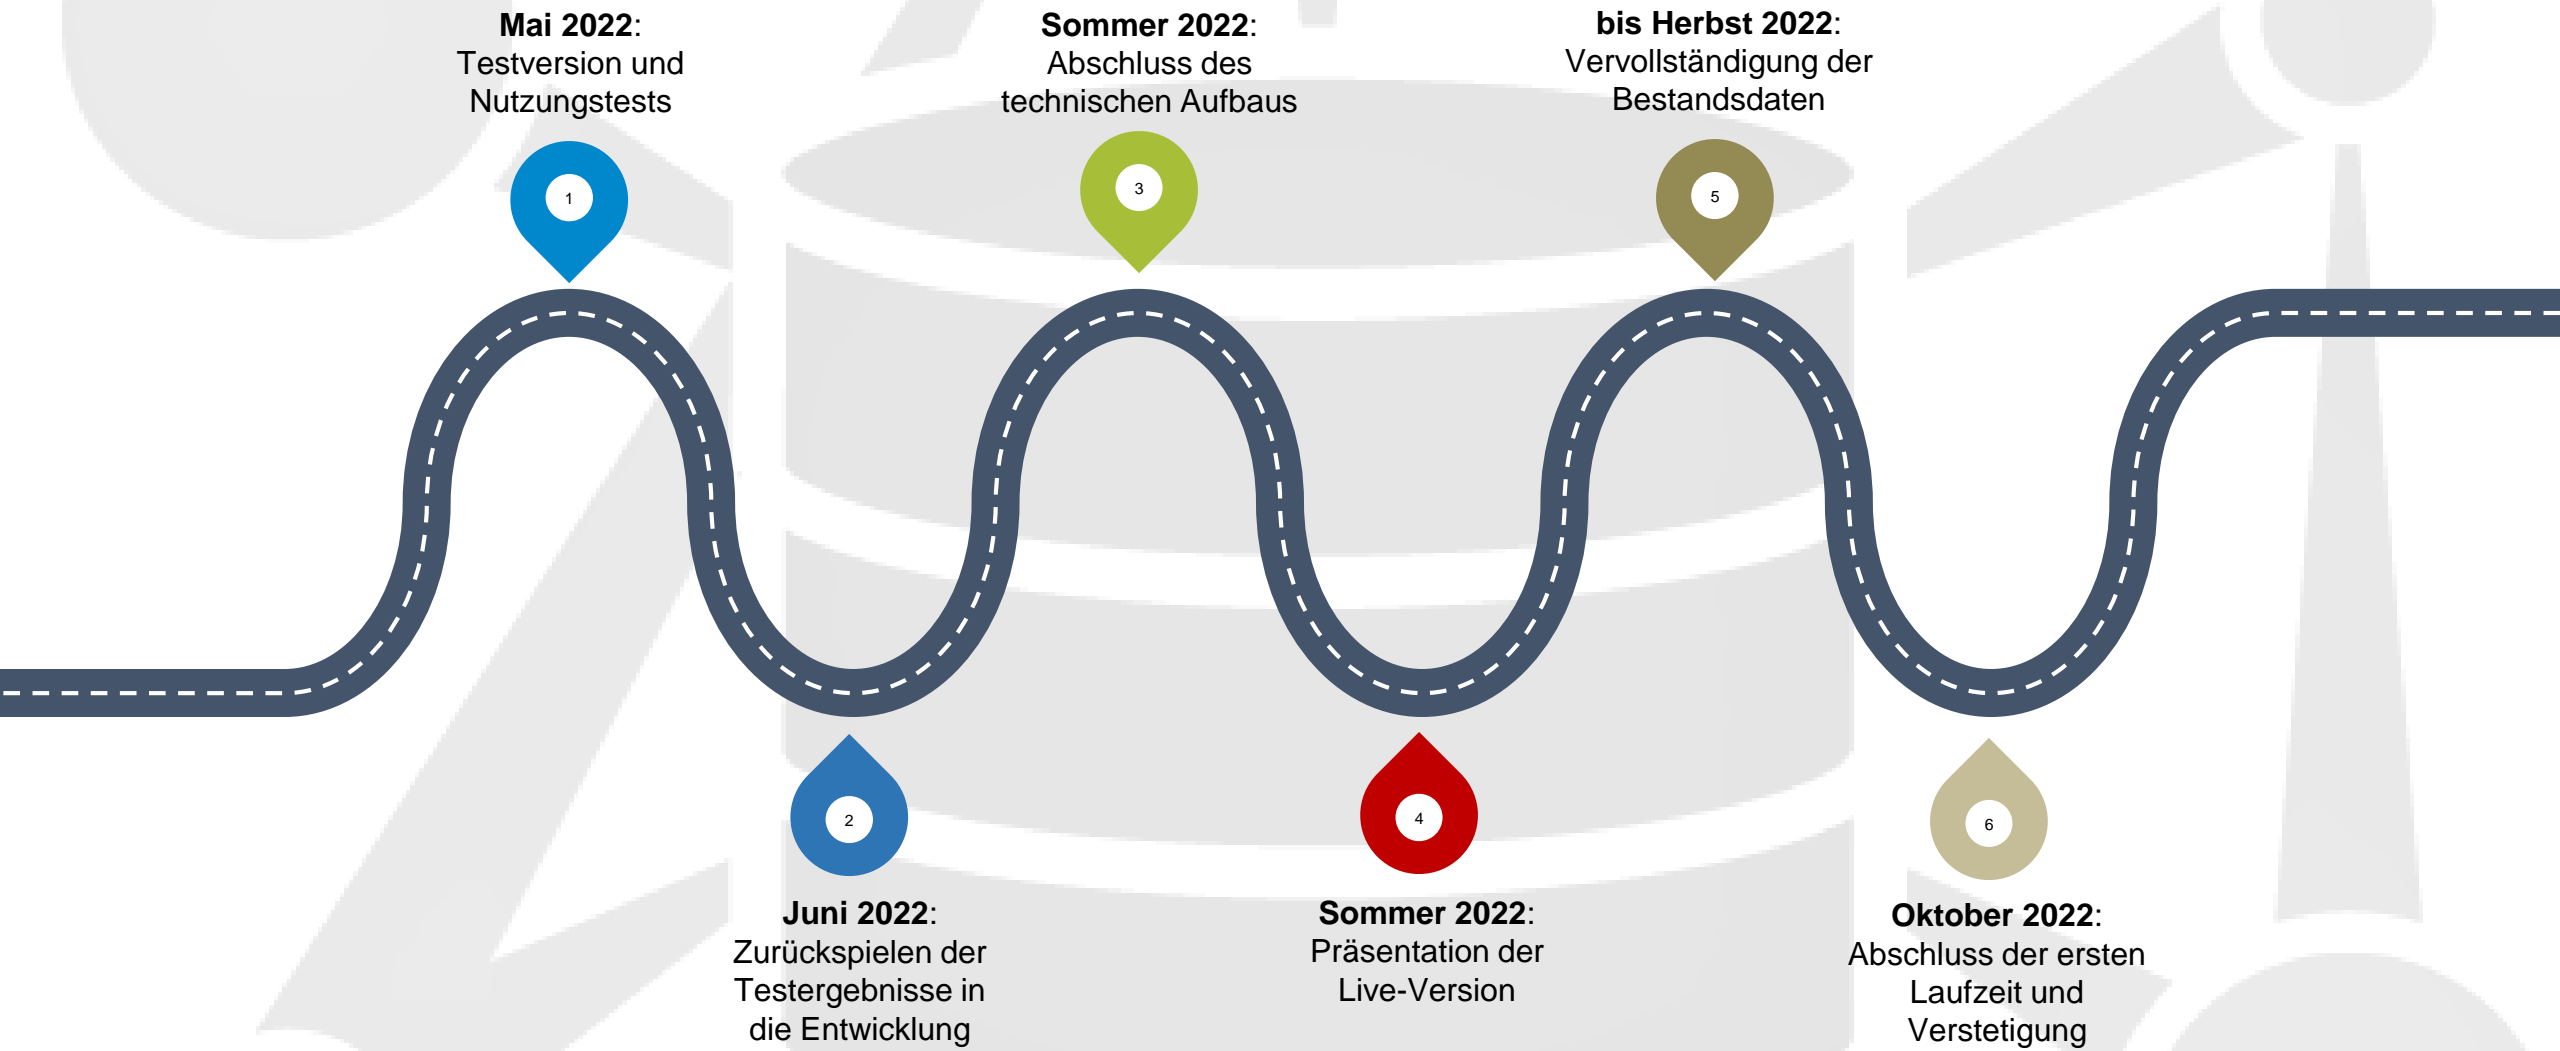 Mai 2022:
Testversion und
Nutzungstests
1
Juni 2022:
Zurückspielen der
Testergebnisse in
die Entwicklung
2
Sommer 2022:
Abschluss des
technischen Aufbaus
3
Sommer 2022:
Präsentation der
Live-Version
4
bis Herbst 2022:
Vervollständigung der
Bestandsdaten
5
Oktober 2022:
Abschluss der ersten
Laufzeit und
Verstetigung
6